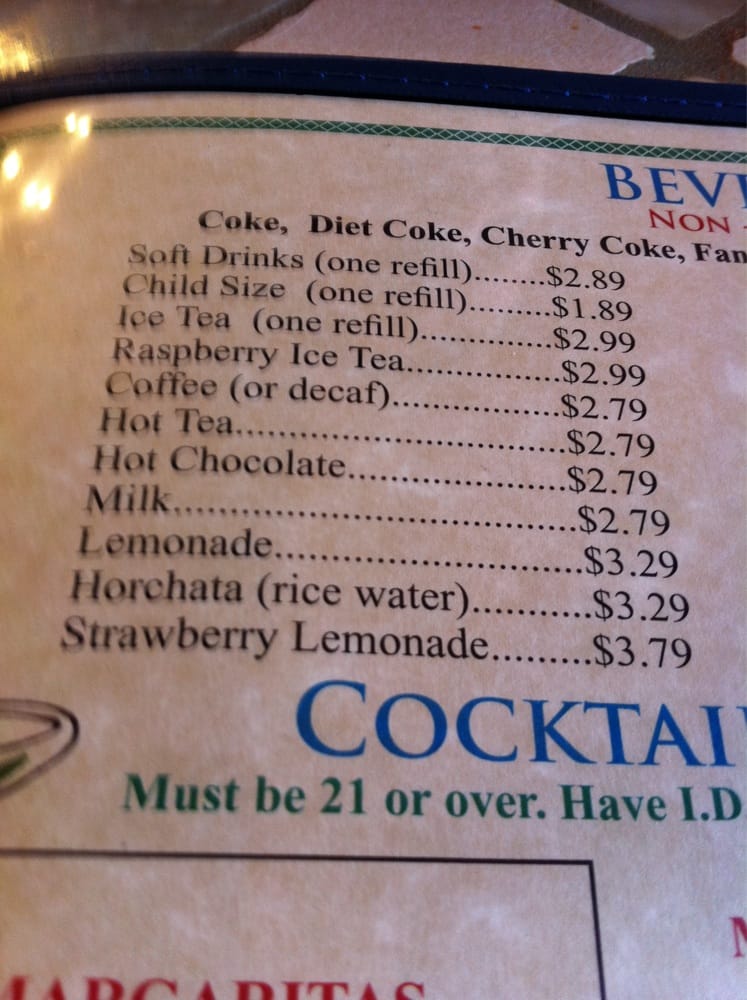 BEV
NON
Coke, Diet Coke, Cherry Coke, Fan
Soft Drinks (one refill)........$2.89
Child Size (one refill).........$1.89
Ice Tea (one refill)..............$2.99
Raspberry Ice Tea................$2.99
Coffee (or decaf)..................$2.79
Hot Tea....................................$2.79
Hot Chocolate.......................$2.79
Milk...........................................$2.79
Lemonade................................$3.29
Horchata (rice water)............$3.29
Strawberry Lemonade..........$3.79
COCKTAI
Must be 21 or over. Have I.D
MARGARITAS